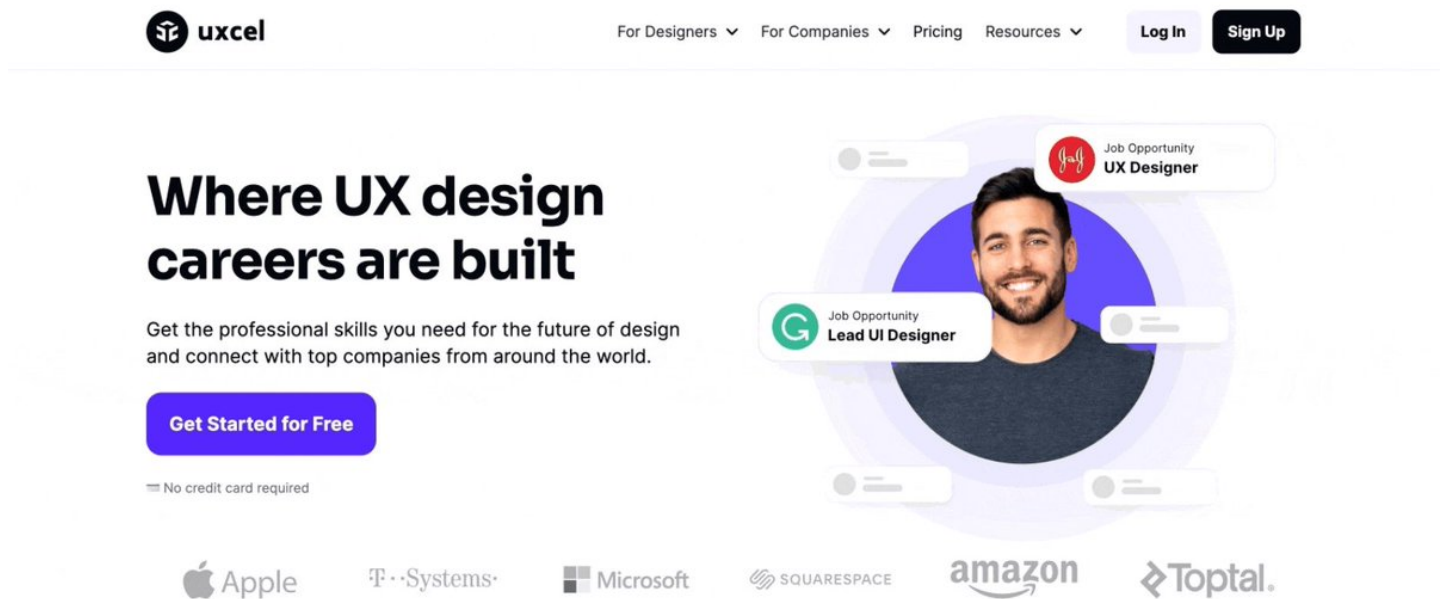 uxcel
For Designers
For Companies
Pricing
Resources
Log In
Sign Up
Where UX design
careers are built
Get the professional skills you need for the future of design
and connect with top companies from around the world.
Get Started for Free
No credit card required
J&J
Job Opportunity
UX Designer
G
Job Opportunity
Lead UI Designer
Apple
T··Systems·
Microsoft
SQUARESPACE
amazon
Toptal.